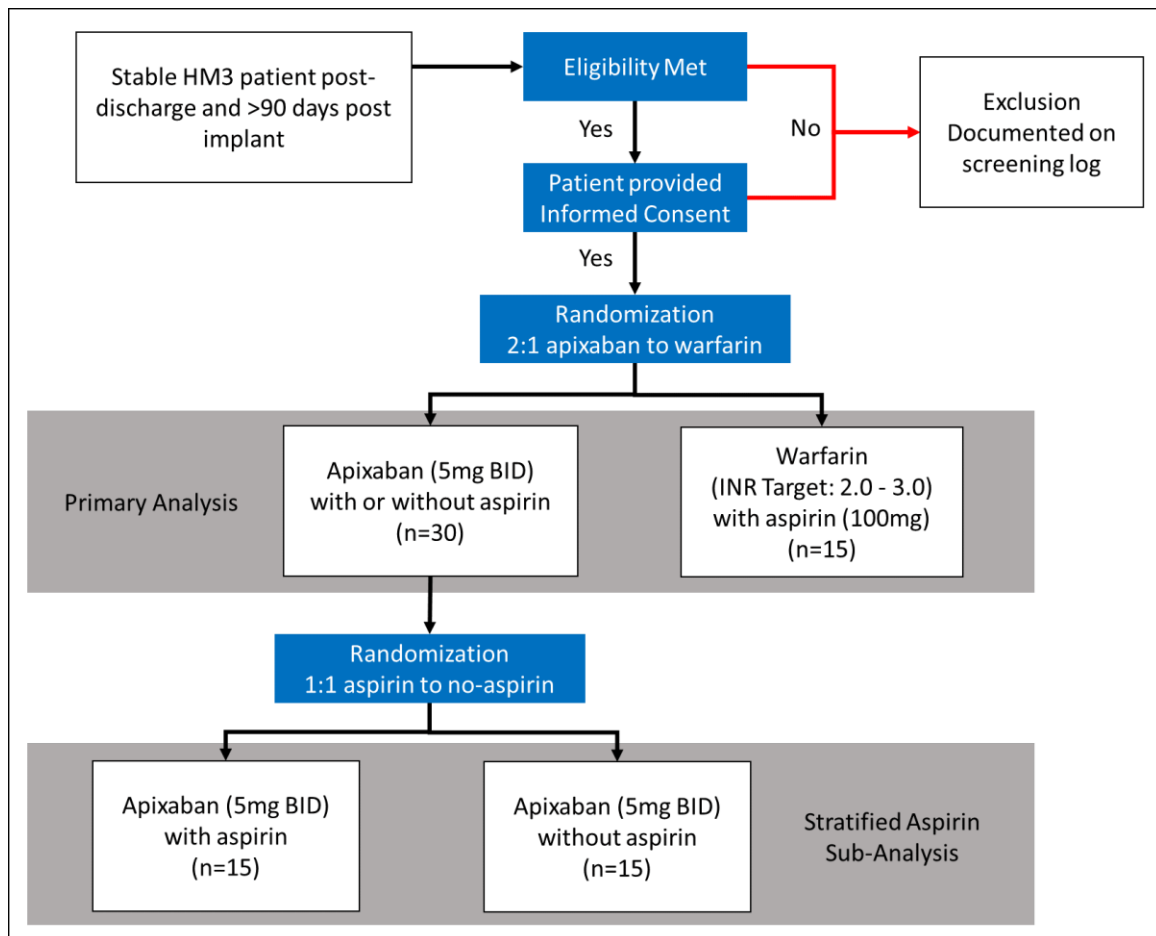 Stable HM3 patient post-
discharge and >90 days post
implant
Eligibility Met
Yes
No
Exclusion
Documented on
screening log
Patient provided
Informed Consent
Yes
Randomization
2:1 apixaban to warfarin
Primary Analysis
Apixaban (5mg BID)
with or without aspirin
(n=30)
Warfarin
(INR Target: 2.0 - 3.0)
with aspirin (100mg)
(n=15)
Randomization
1:1 aspirin to no-aspirin
Apixaban (5mg BID)
with aspirin
(n=15)
Apixaban (5mg BID)
without aspirin
(n=15)
Stratified Aspirin
Sub-Analysis